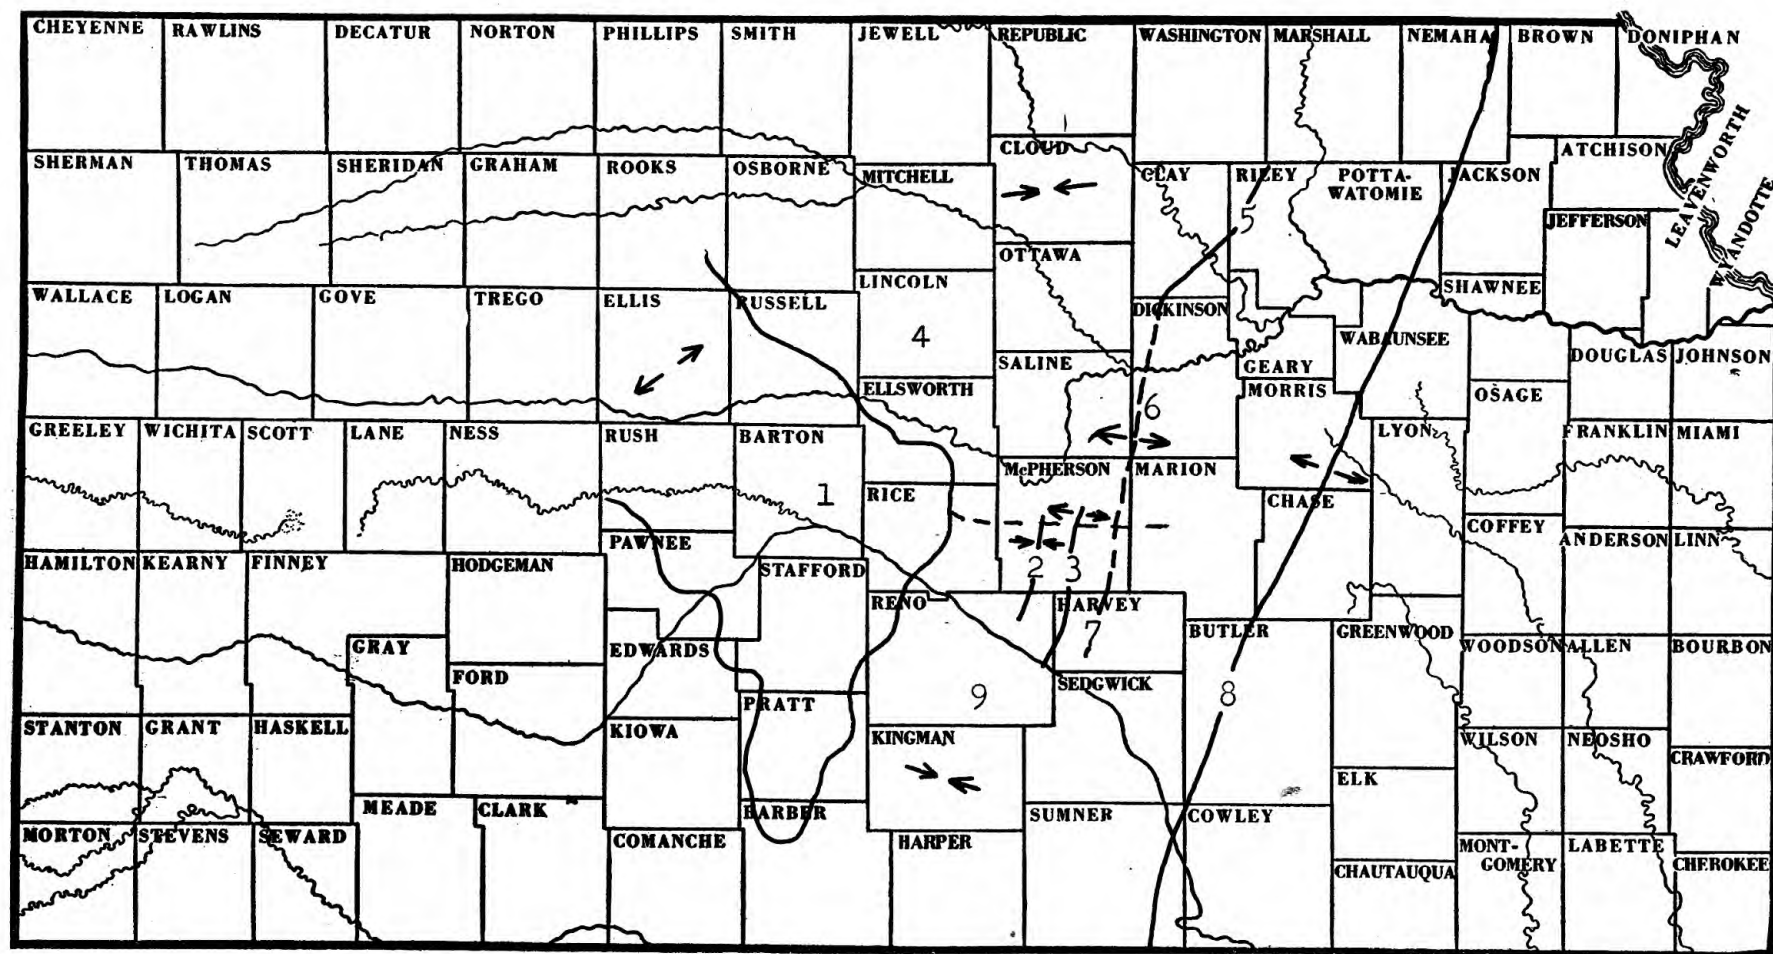 CHEYENNE RAWLINS DECATUR NORTON PHILLIPS SMITH JEWELL REPUBLIC WASHINGTON MARSHALL NEMAHA BROWN DONIPHAN
SHERMAN THOMAS SHERIDAN GRAHAM ROOKS OSBORNE MITCHELL CLOUD CLAY RILEY POTTA-
WATOMIE JACKSON ATCHISON
JEFFERSON LEAVENWORTH WYANDOTTE
5
OTTAWA
WALLACE LOGAN GOVE TREGO ELLIS RUSSELL LINCOLN DICKINSON SHAWNEE
4 SALINE GEARY WABAUNSEE DOUGLAS JOHNSON
ELLSWORTH 6 MORRIS OSAGE
GREELEY WICHITA SCOTT LANE NESS RUSH BARTON McPHERSON MARION LYON FRANKLIN MIAMI
1 RICE CHASE
COFFEY
PAWNEE ANDERSON LINN
HAMILTON KEARNY FINNEY HODGEMAN STAFFORD 2 3
RENO HARVEY
7 BUTLER GREENWOOD
GRAY EDWARDS WOODSON ALLEN BOURBON
FORD SEDGWICK
9 8
PRATT
STANTON GRANT HASKELL KIOWA KINGMAN WILSON NEOSHO
CRAWFORD
ELK
MEADE CLARK BARBER SUMNER COWLEY
MORTON STEVENS SEWARD COMANCHE HARPER MONT-
GOMERY LABETTE
CHAUTAUQUA CHEROKEE